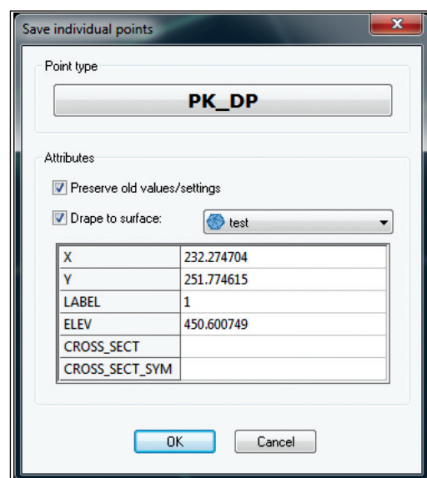 Save individual points
Point type
PK_DP
Attributes
Preserve old values/settings
Drape to surface: test
X 232.274704
Y 251.774615
LABEL 1
ELEV 450.600749
CROSS_SECT
CROSS_SECT_SYM
OK Cancel